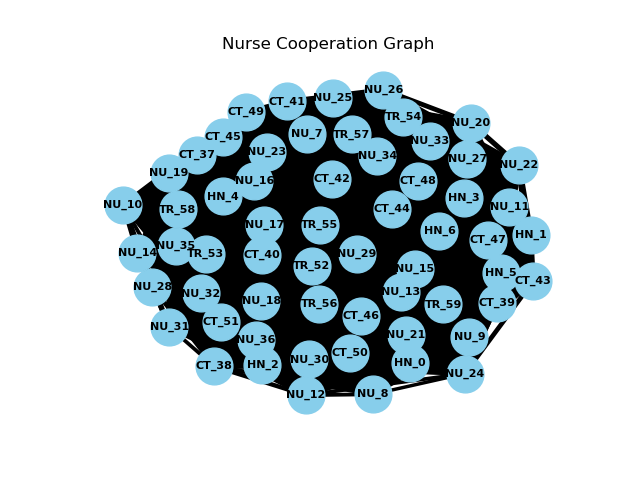 Nurse Cooperation Graph
NU_26
CT_41
NU_25
CT_49
TR_54
NU_20
CT_45
NU_7
TR_57
NU_33
CT_37
NU_23
NU_34
NU_27
NU_22
NU_19
NU_16
CT_42
CT_48
HN_4
HN_3
NU_10
TR_58
CT_44
NU_11
NU_17
TR_55
HN_6
HN_1
NU_35
CT_47
NU_14
TR_53
CT_40
NU_29
TR_52
NU_15
HN_5
CT_43
NU_28
NU_32
NU_13
NU_18
TR_56
TR_59
CT_39
CT_46
CT_51
NU_31
NU_36
NU_21
NU_9
CT_50
NU_30
CT_38
HN_2
HN_0
NU_24
NU_12
NU_8